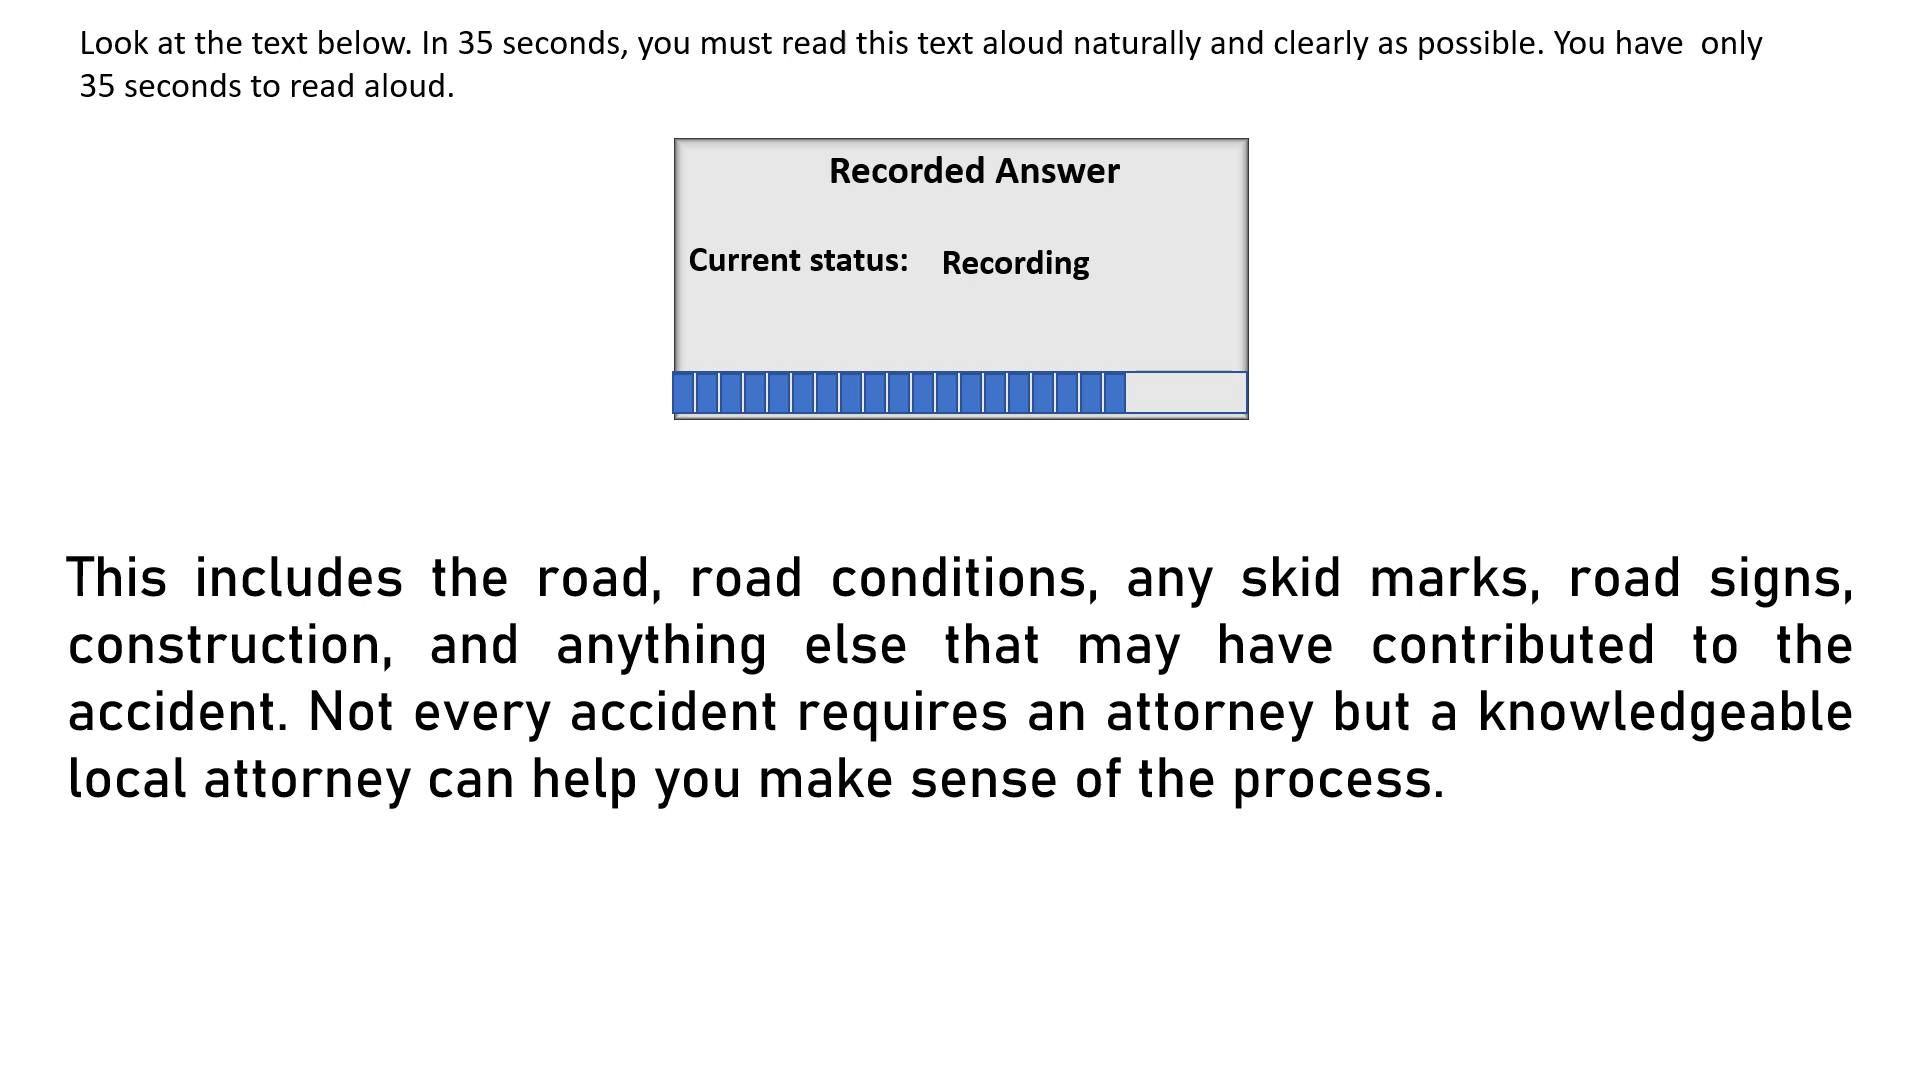 Look at the text below. In 35 seconds, you must read this text aloud naturally and clearly as possible. You have  only
35 seconds to read aloud.
Recorded Answer
Current status: Recording
This includes the road, road conditions, any skid marks, road signs,
construction, and anything else that may have contributed to the
accident. Not every accident requires an attorney but a knowledgeable
local attorney can help you make sense of the process.